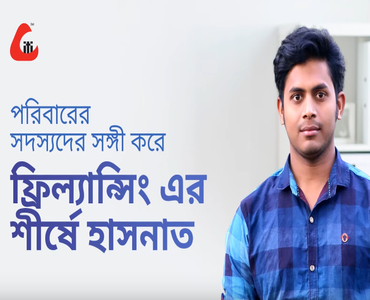 পরিবারের
সদস্যদের সঙ্গী করে
ফ্রিল্যান্সিং এর
শীর্ষে হাসনাত